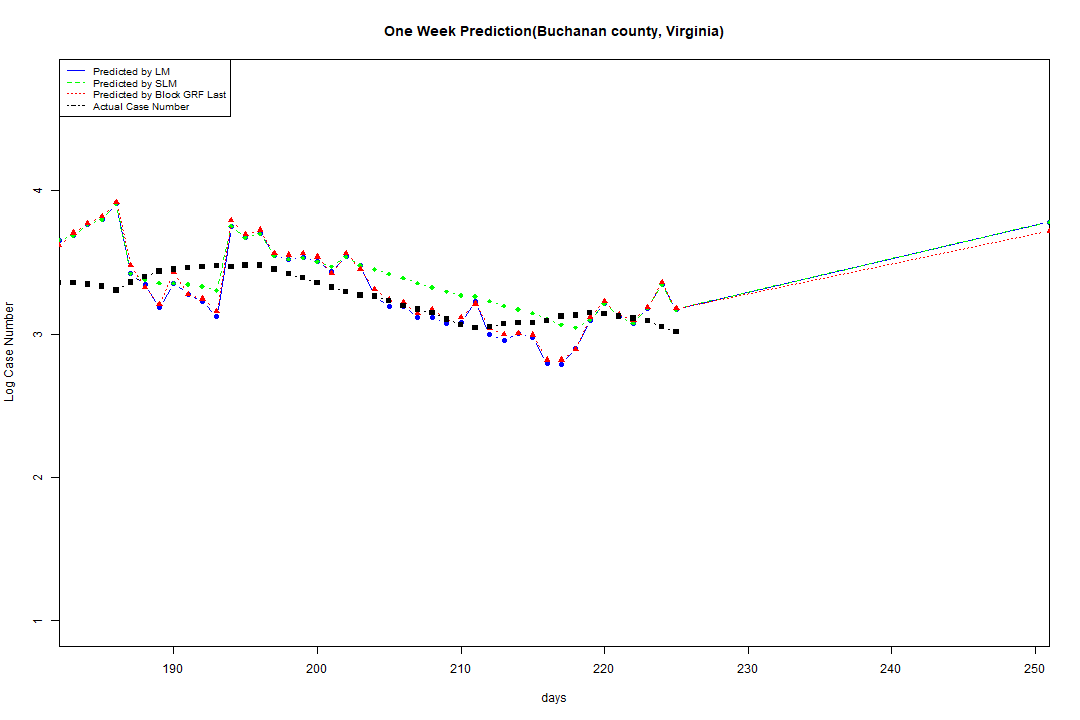 One Week Prediction(Buchanan county, Virginia)
Predicted by LM
Predicted by SLM
Predicted by Block GRF Last
Actual Case Number
4
3
2
1
Log Case Number
190 200 210 220 230 240 250
days